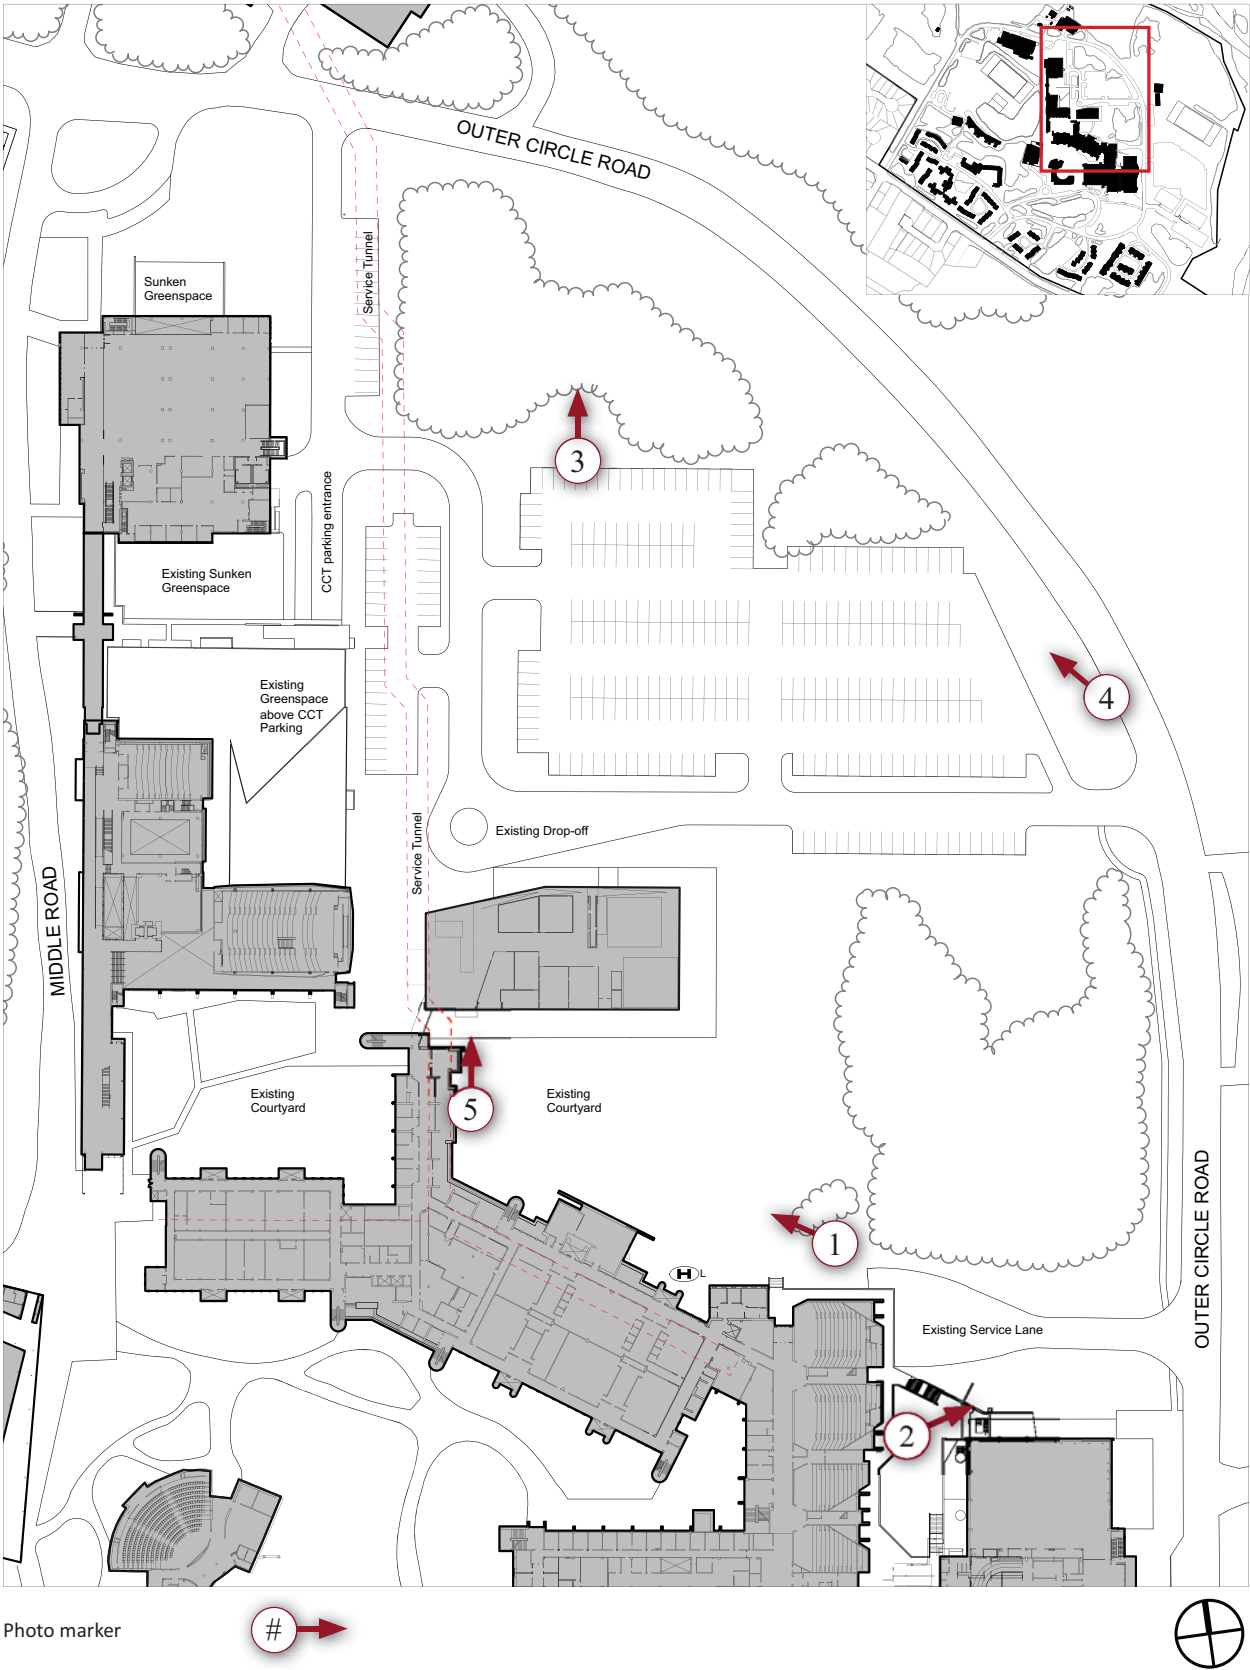 OUTER CIRCLE ROAD
Service Tunnel
Sunken
Greenspace
3
CCT parking entrance
Existing Sunken
Greenspace
Existing
Greenspace
above CCT
Parking
4
Existing Drop-off
Service Tunnel
MIDDLE ROAD
5
Existing
Courtyard
Existing
Courtyard
1
OUTER CIRCLE ROAD
H L
Existing Service Lane
2
Photo marker
#